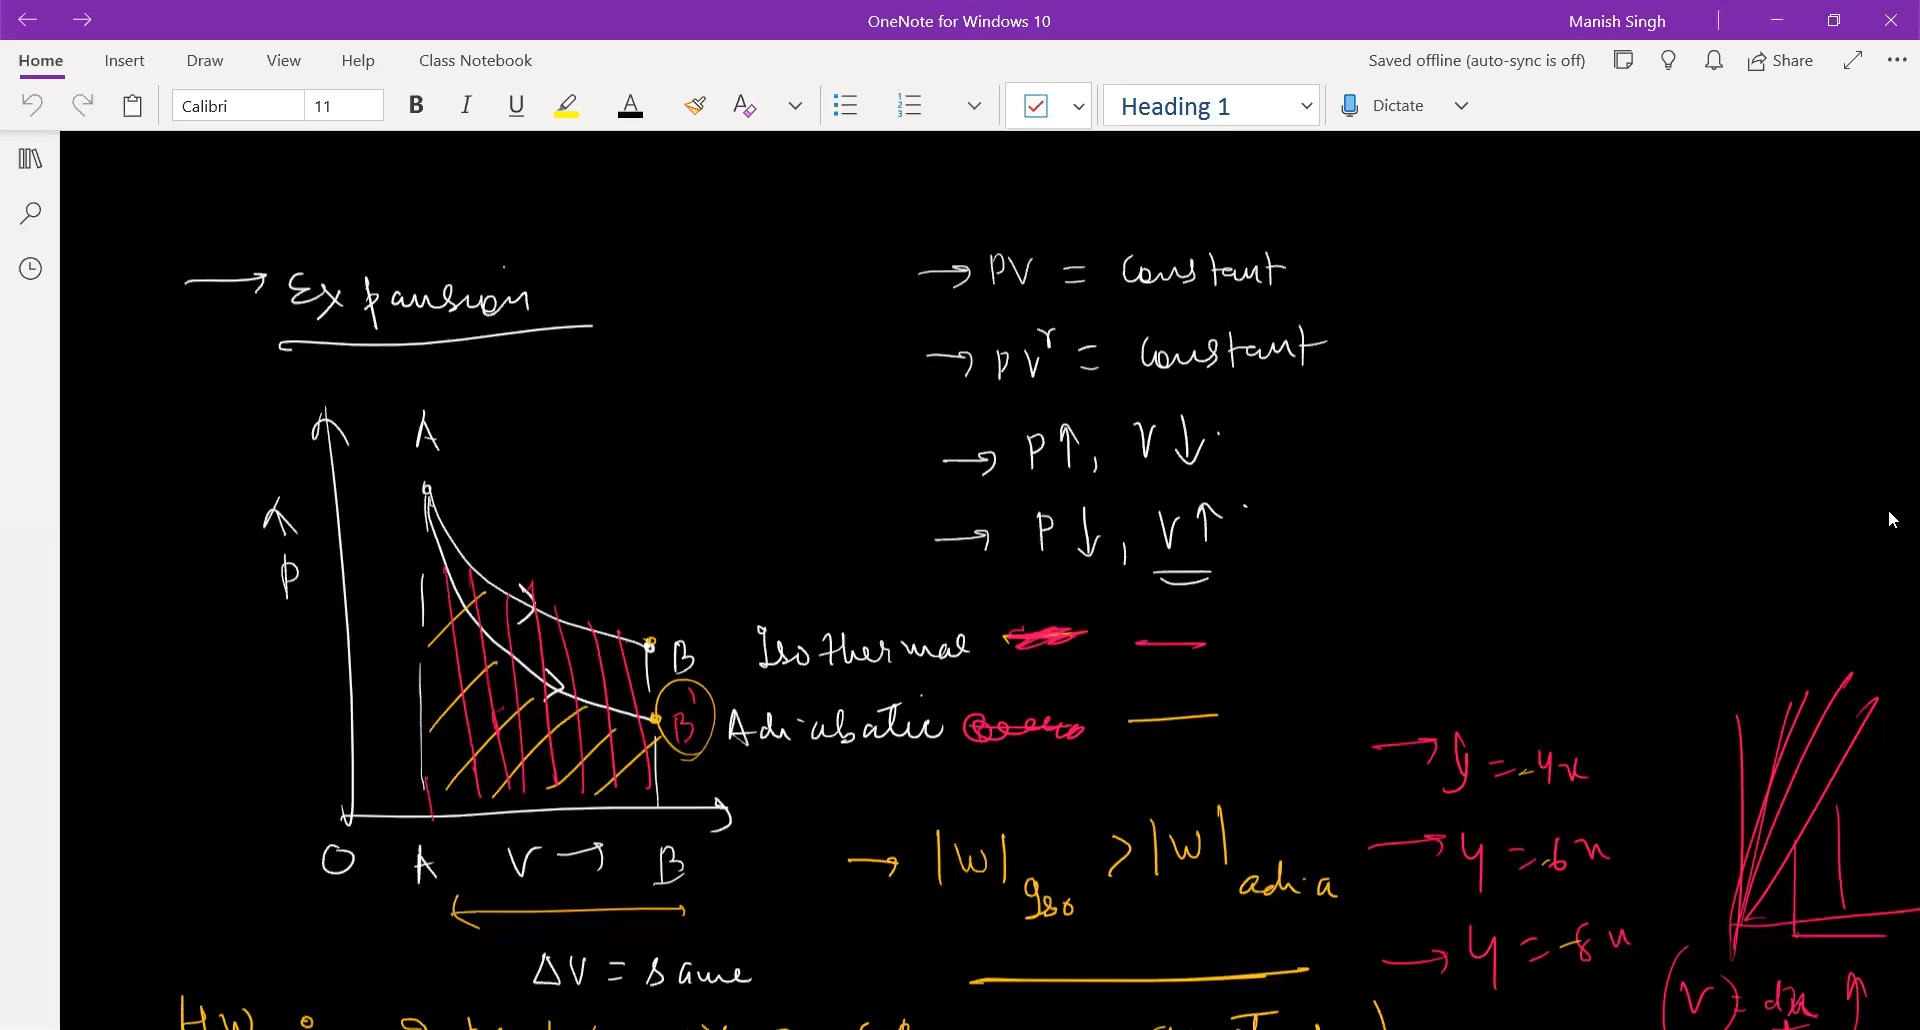 OneNote for Windows 10
Manish Singh
Home Insert Draw View Help Class Notebook
Saved offline (auto-sync is off) Share
Calibri 11 B I U A Heading 1 Dictate
→ Expansion
→ PV = Constant
→ PV^γ = Constant
→ P↑, V↓
→ P↓, V↑
A
↑
P
B Isothermal
B' Adiabatic
O A V → B
ΔV = same
→ |W| Iso > |W| adia
→ y = -4x
→ y = -6x
→ y = -8x
HW